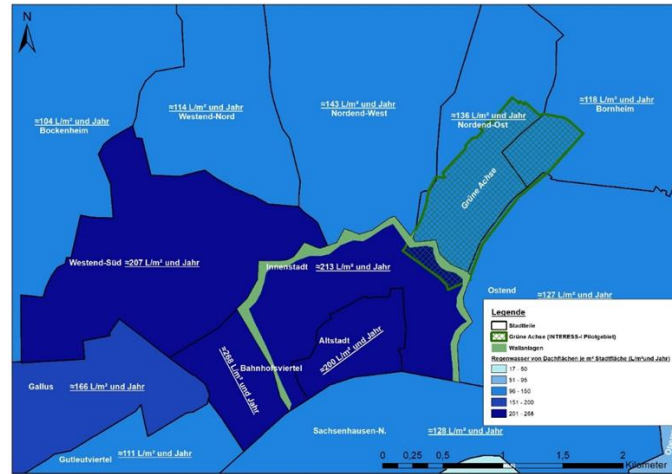 N
≈104 L/m² und Jahr
Bockenheim
≈114 L/m² und Jahr
Westend-Nord
≈143 L/m² und Jahr
Nordend-West
≈136 L/m² und Jahr
Nordend-Ost
≈118 L/m² und Jahr
Bornheim
Grüne Achse
Westend-Süd ≈207 L/m² und Jahr
Innenstadt ≈213 L/m² und Jahr
Ostend
≈127 L/m² und Jahr
Altstadt
≈200 L/m² und Jahr
Bahnhofsviertel
≈268 L/m² und Jahr
Gallus ≈166 L/m² und Jahr
Gutleutviertel ≈111 L/m² und Jahr
Sachsenhausen-N. ≈128 L/m² und Jahr
Legende
Stadtteile
Grüne Achse (INTERESS-I Pilotgebiet)
Wallanlagen
Regenwasser von Dachflächen je m² Stadtfläche (L/m²und Jahr)
17 - 50
51 - 95
96 - 150
151 - 200
201 - 268
0 0,25 0,5 1 1,5 2
Kilometer